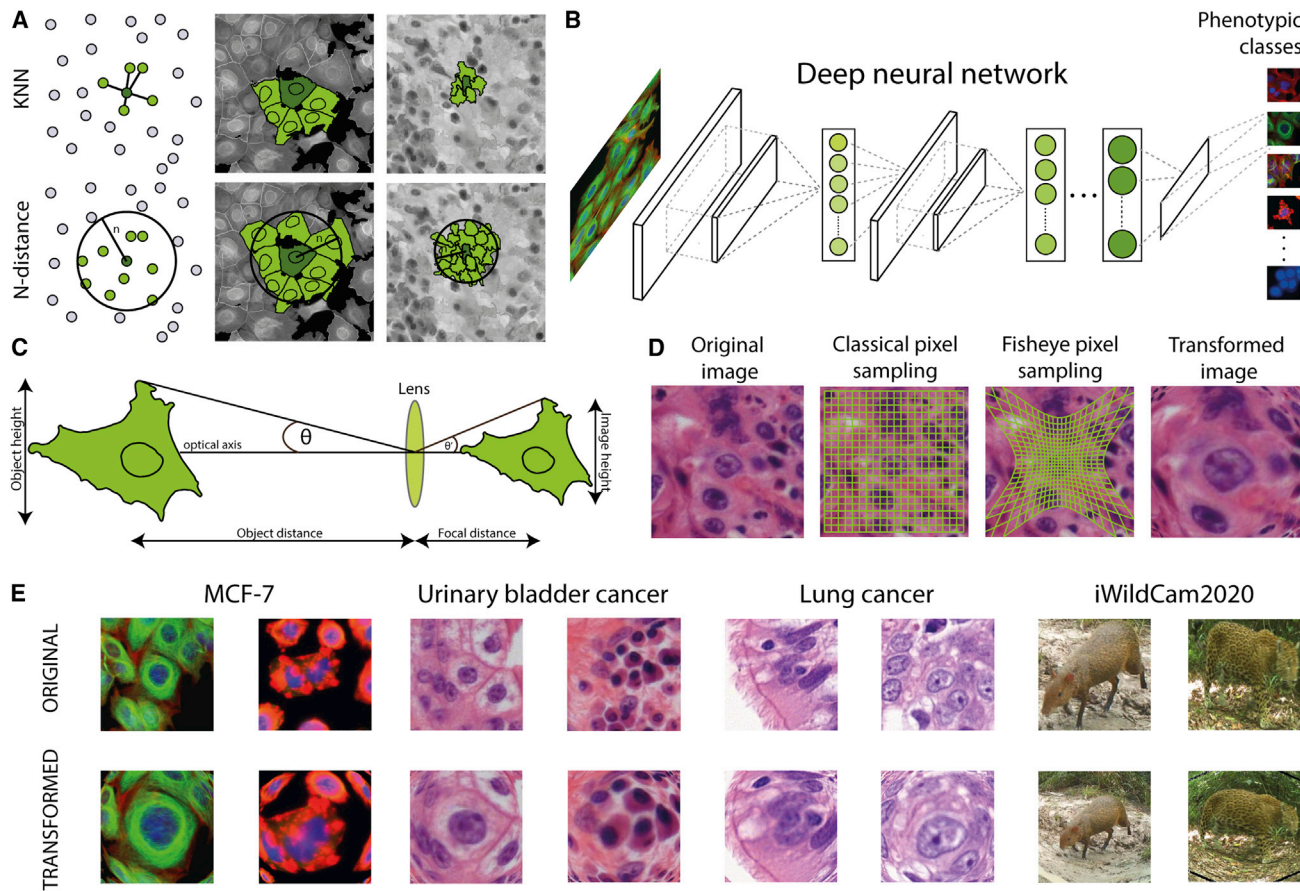 A
KNN
N-distance
n
n
n
B
Deep neural network
Phenotypic
classes
C
Object height
optical axis
θ
Lens
θ'
Image height
Object distance
Focal distance
D
Original
image
Classical pixel
sampling
Fisheye pixel
sampling
Transformed
image
E
MCF-7
Urinary bladder cancer
Lung cancer
iWildCam2020
ORIGINAL
TRANSFORMED